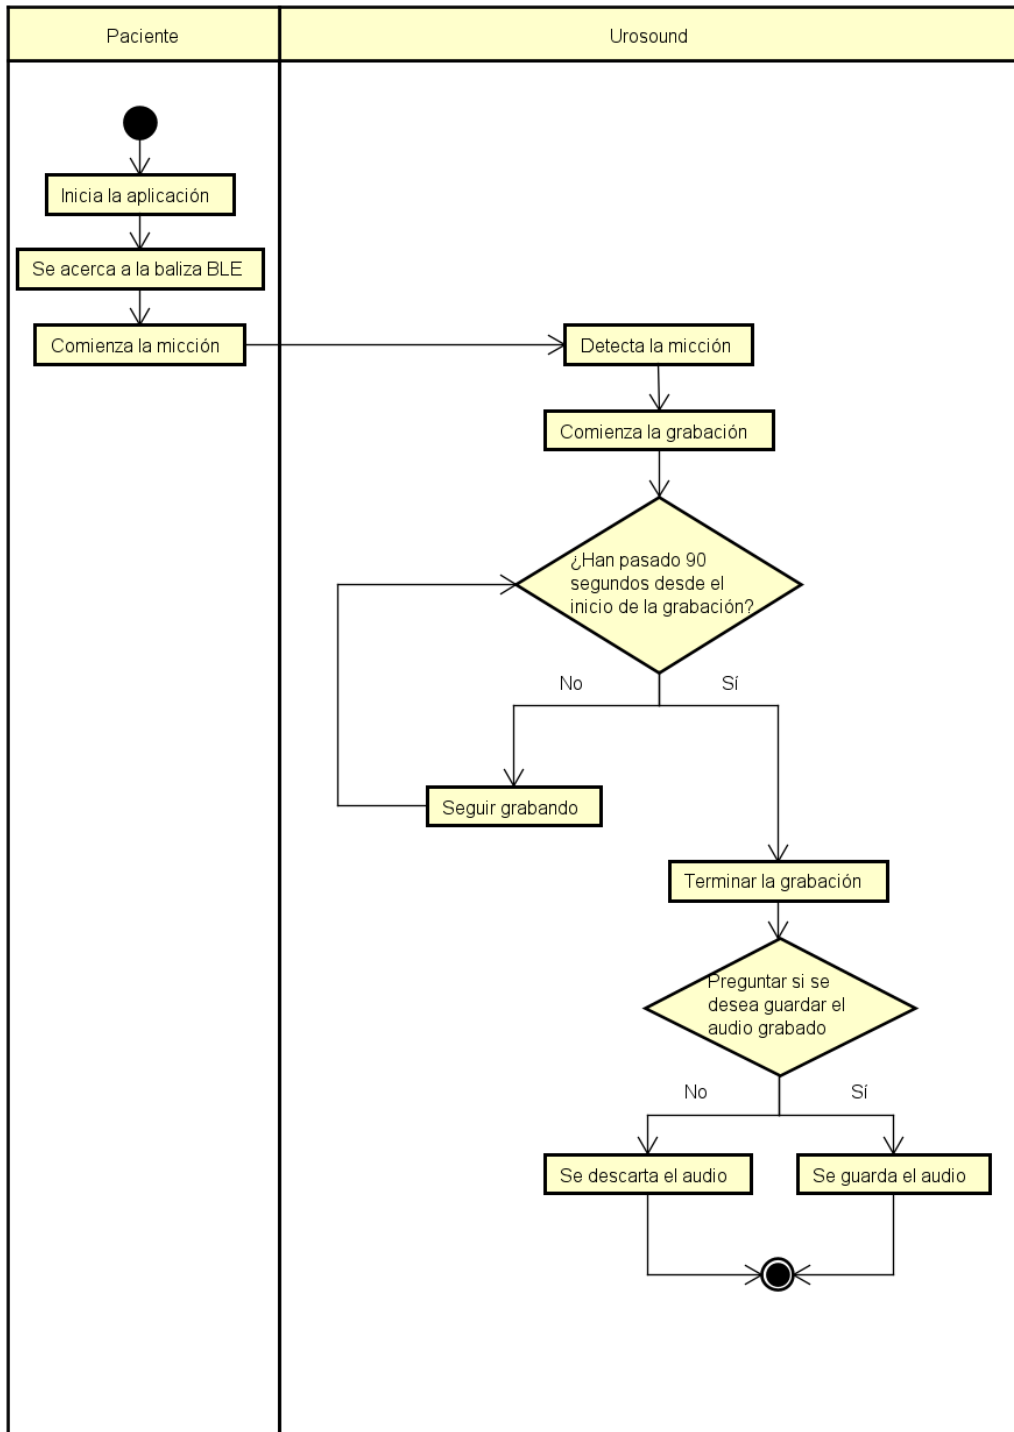 Paciente
Urosound
Inicia la aplicación
Se acerca a la baliza BLE
Comienza la micción
Detecta la micción
Comienza la grabación
¿Han pasado 90
segundos desde el
inicio de la grabación?
No
Sí
Seguir grabando
Terminar la grabación
Preguntar si se
desea guardar el
audio grabado
No
Sí
Se descarta el audio
Se guarda el audio